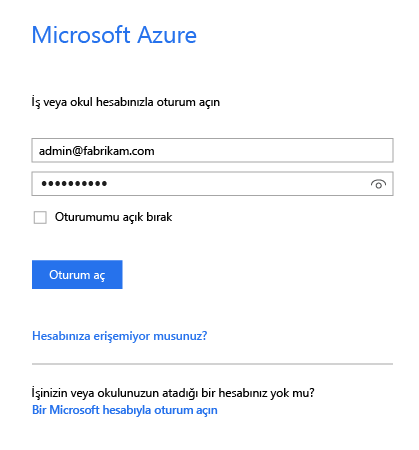 Microsoft Azure
İş veya okul hesabınızla oturum açın
admin@fabrikam.com
••••••••••
Oturumumu açık bırak
Oturum aç
Hesabınıza erişemiyor musunuz?
İşinizin veya okulunuzun atadığı bir hesabınız yok mu?
Bir Microsoft hesabıyla oturum açın